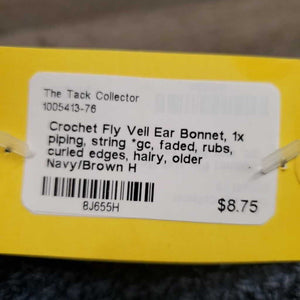 The Tack Collector
1005413-76
Crochet Fly Veil Ear Bonnet, 1x
piping, string *gc, faded, rubs,
curled edges, hairy, older
Navy/Brown H
8J655H
$8.75